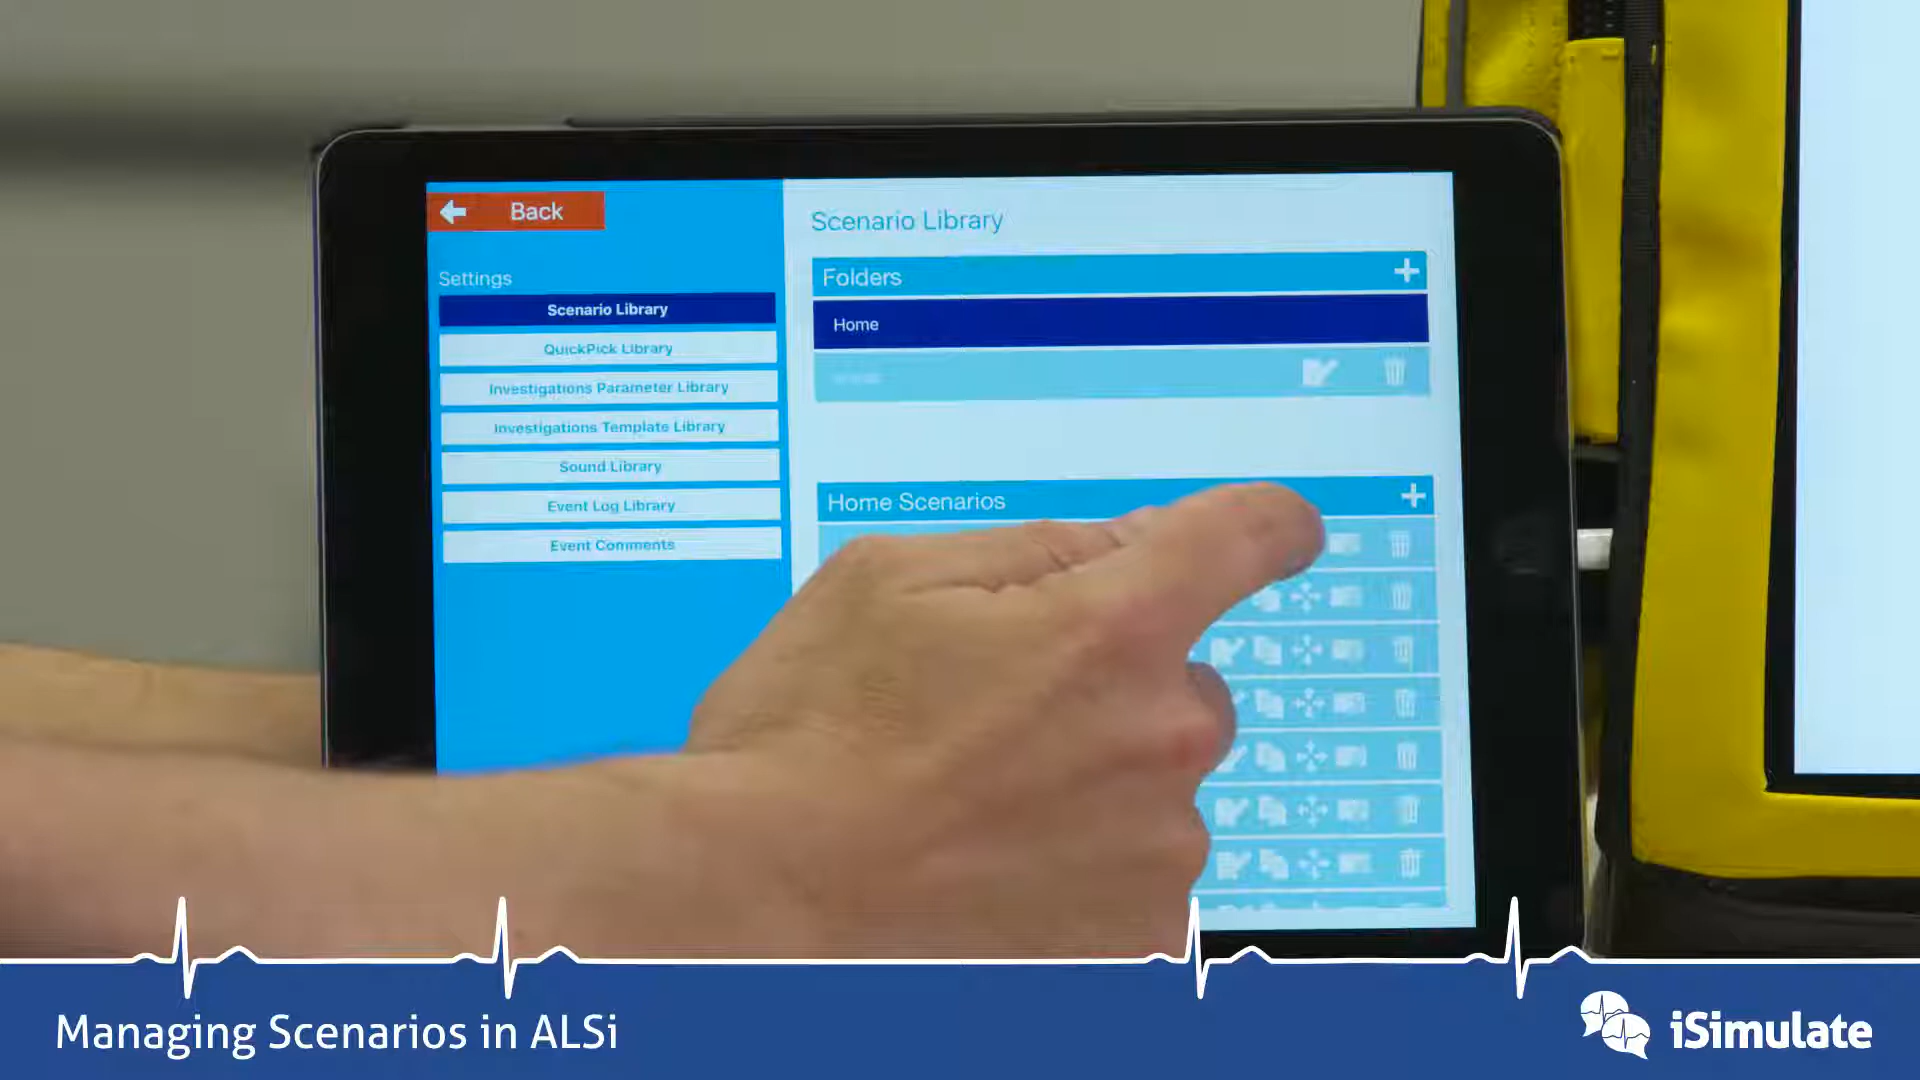 Back
Settings
Scenario Library
QuickPick Library
Investigations Parameter Library
Investigations Template Library
Sound Library
Event Log Library
Event Comments
Scenario Library
Folders
Home
Home Scenarios
Managing Scenarios in ALSi
iSimulate